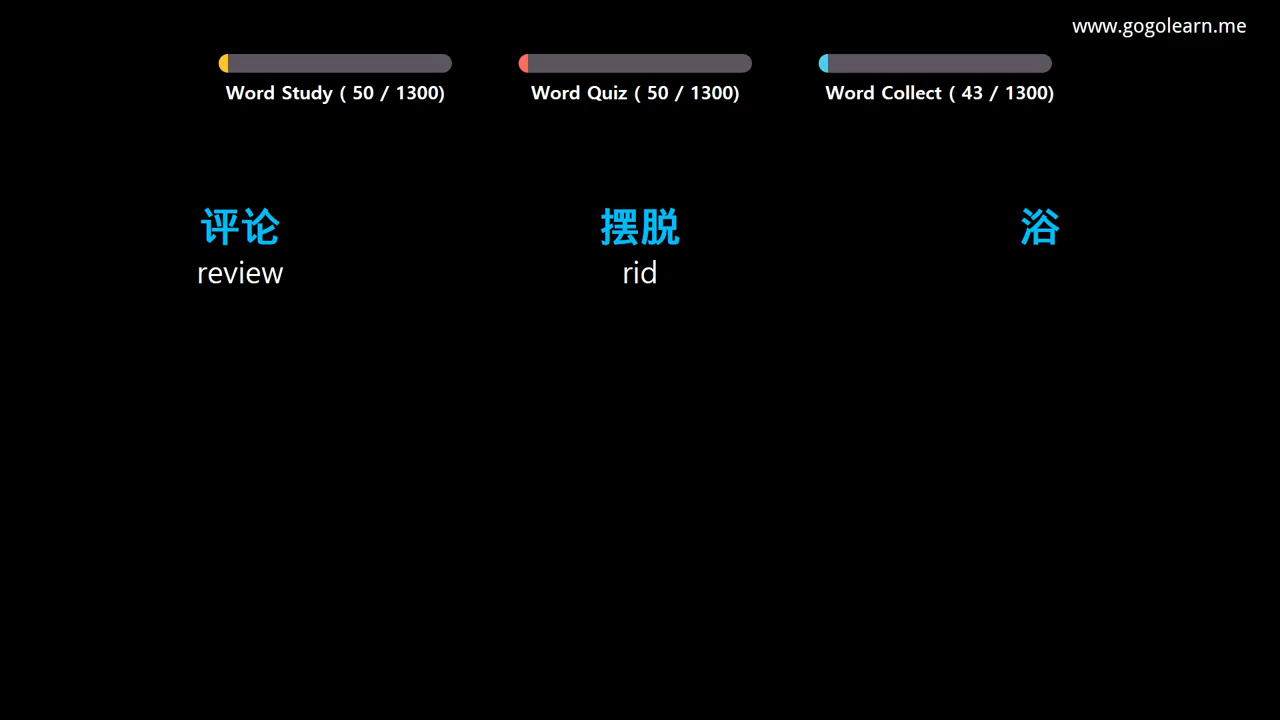 www.gogolearn.me
Word Study ( 50 / 1300)
Word Quiz ( 50 / 1300)
Word Collect ( 43 / 1300)
评论
review
摆脱
rid
浴